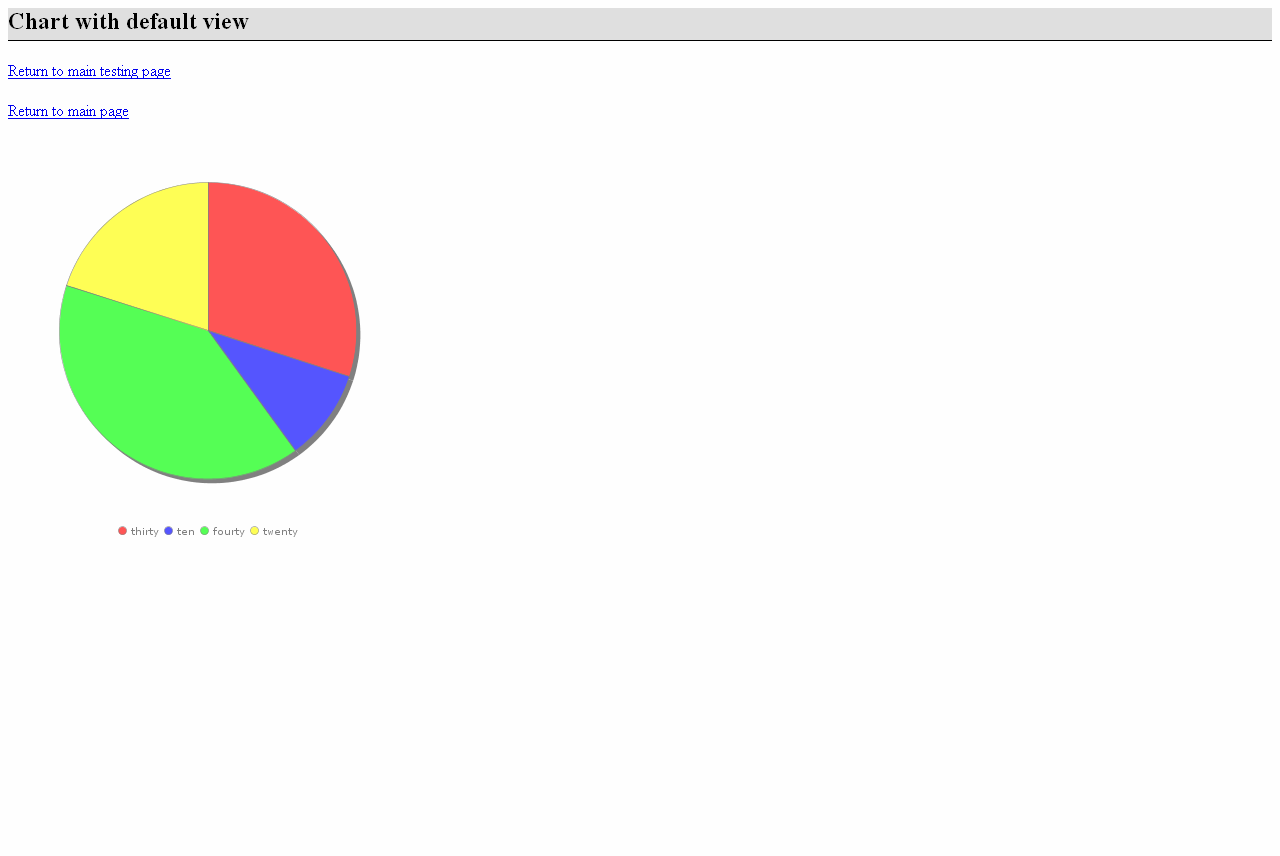 Chart with default view
Return to main testing page
Return to main page
thirty ten fourty twenty